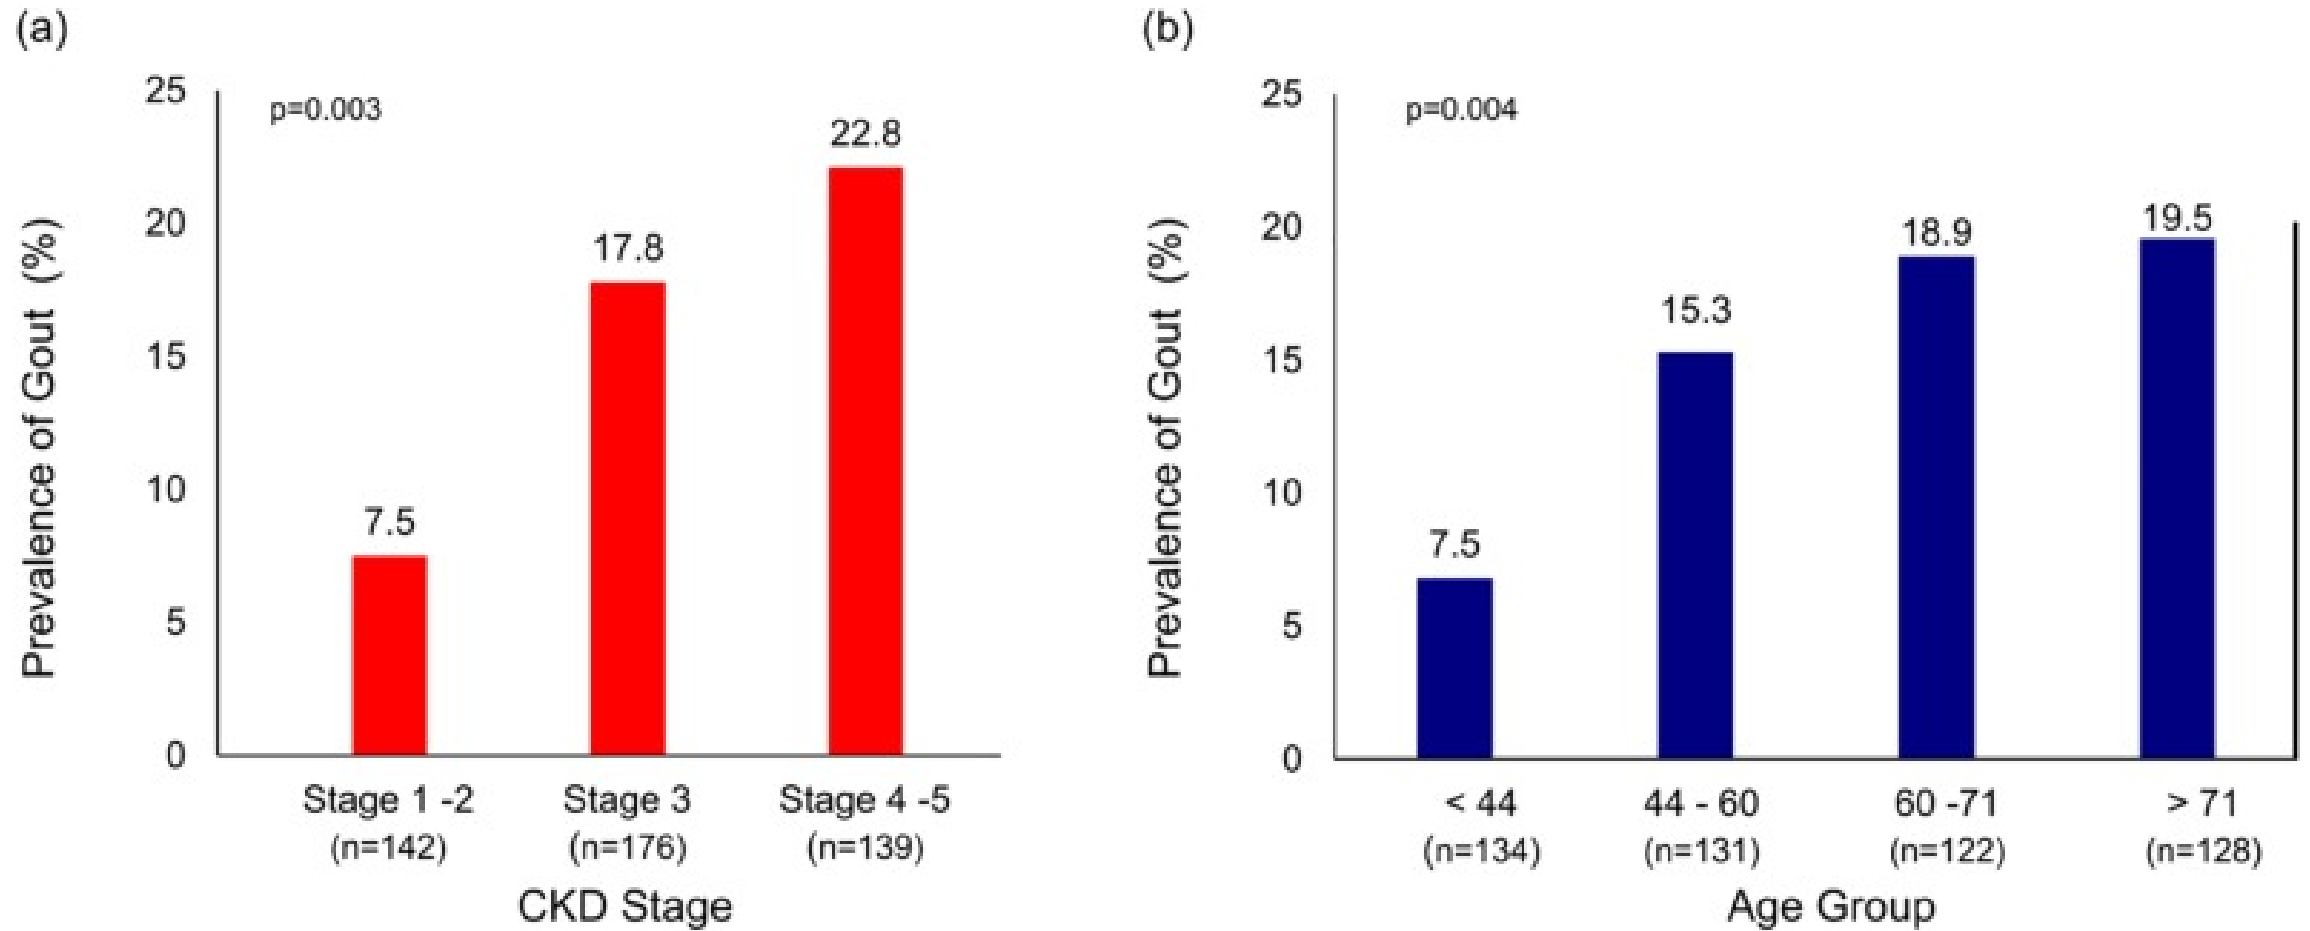 (a)
Prevalence of Gout (%)
25
20
15
10
5
0
p=0.003
7.5
17.8
22.8
Stage 1 -2
(n=142)
Stage 3
(n=176)
Stage 4 -5
(n=139)
CKD Stage
(b)
Prevalence of Gout (%)
25
20
15
10
5
0
p=0.004
7.5
15.3
18.9
19.5
< 44
(n=134)
44 - 60
(n=131)
60 -71
(n=122)
> 71
(n=128)
Age Group